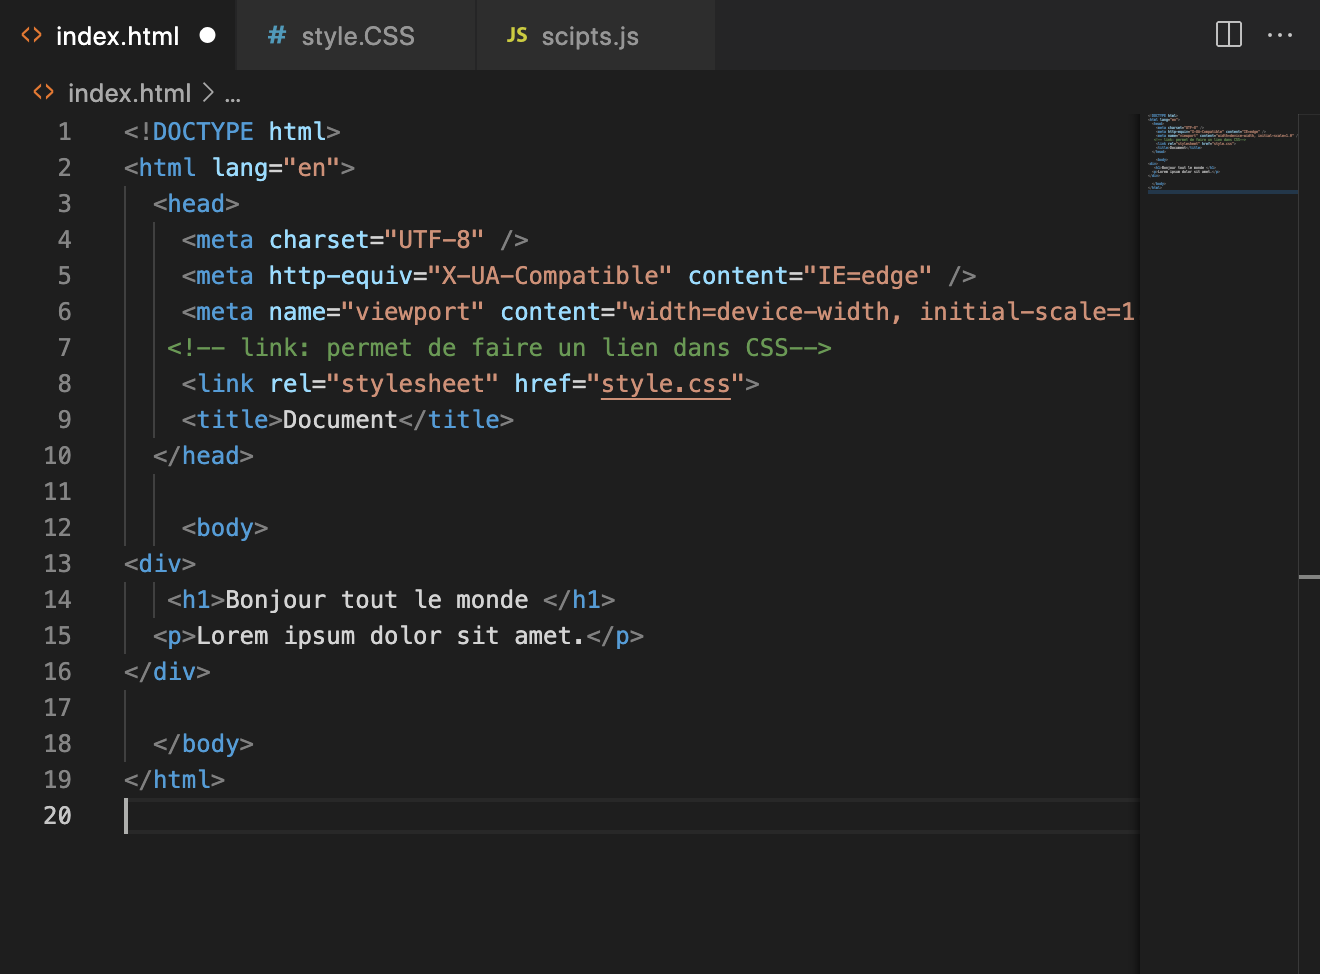 index.html style.CSS JS scipts.js ...
index.html > ...
1 <!DOCTYPE html>
2 <html lang="en">
3 <head>
4 <meta charset="UTF-8" />
5 <meta http-equiv="X-UA-Compatible" content="IE=edge" />
6 <meta name="viewport" content="width=device-width, initial-scale=1
7 <!-- link: permet de faire un lien dans CSS-->
8 <link rel="stylesheet" href="style.css">
9 <title>Document</title>
10 </head>
11
12 <body>
13 <div>
14 <h1>Bonjour tout le monde </h1>
15 <p>Lorem ipsum dolor sit amet.</p>
16 </div>
17
18 </body>
19 </html>
20